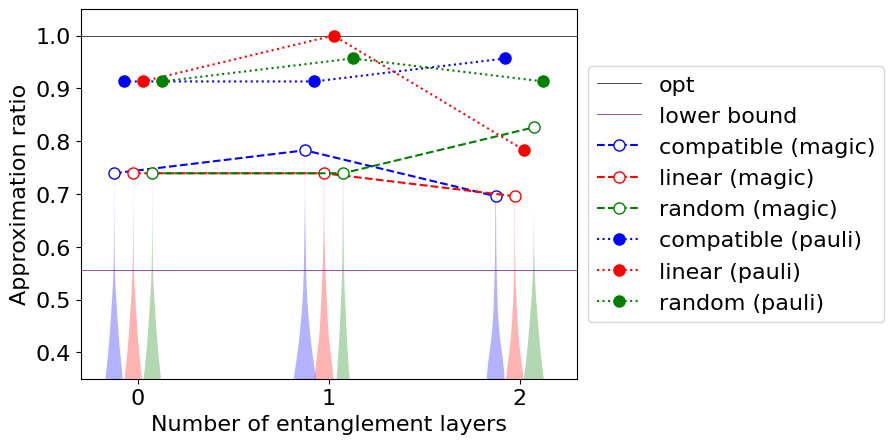 Approximation ratio
1.0
0.9
0.8
0.7
0.6
0.5
0.4
0
1
2
Number of entanglement layers
opt
lower bound
compatible (magic)
linear (magic)
random (magic)
compatible (pauli)
linear (pauli)
random (pauli)